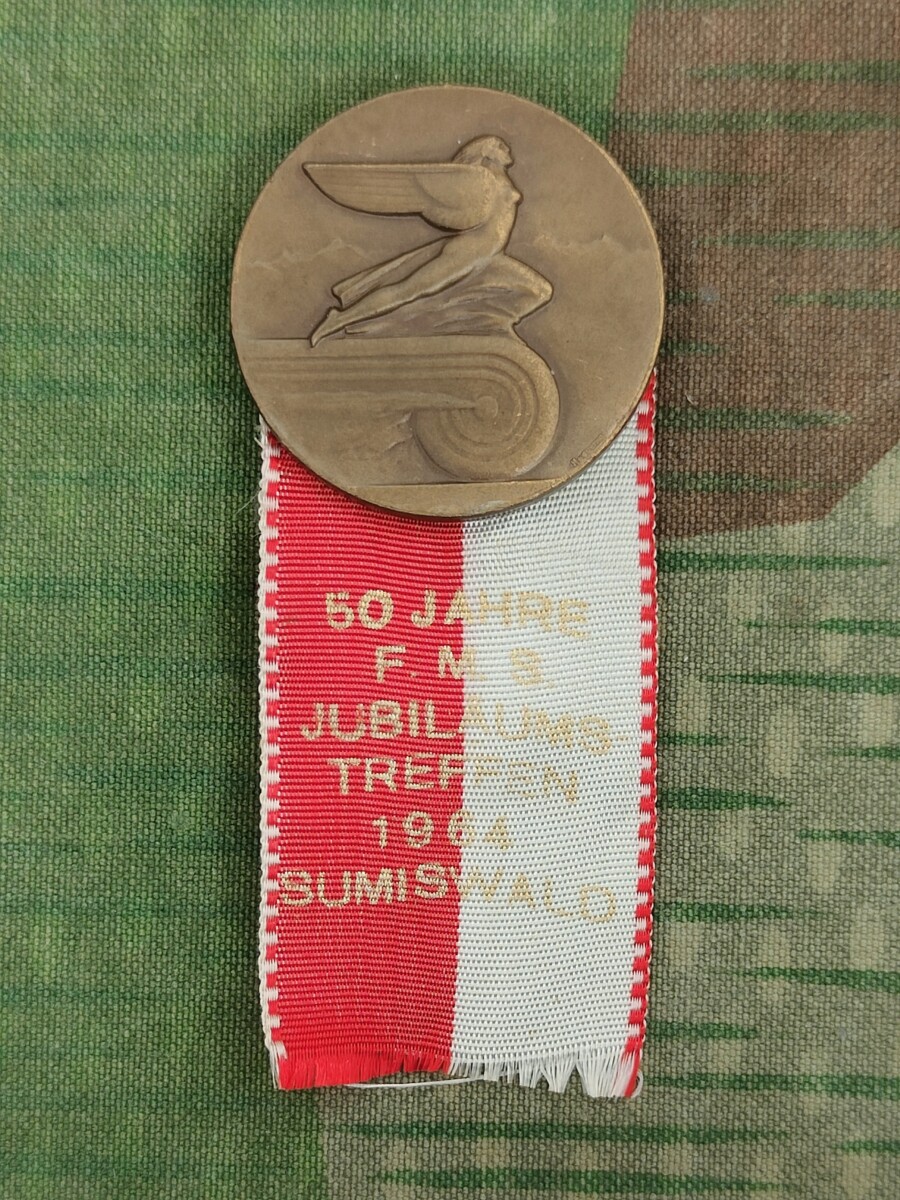 50 JAHRE
F. M. S.
JUBILÄUMS
TREFFEN
1964
SUMISWALD